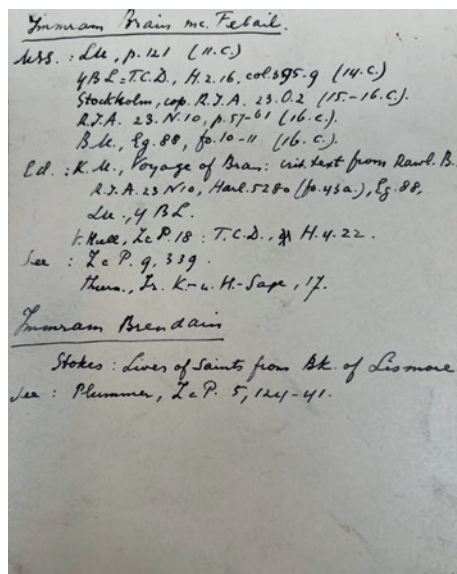 Immram Brain mc. Febail.
MSS. : LU, p. 121 (11.c.)
YBL = T.C.D., H.2.16, col. 395-9 (14.c.)
Stockholm, cop. R.I.A. 23.O.2 (15.-16.c.).
R.I.A. 23.N.10, p. 57-61 (16.c.).
B.M., Eg. 88, fo. 10-11 (16.c.).
Ed. : K.M., Voyage of Bran: crit. text from Rawl. B.
R.I.A. 23 N 10, Harl. 5280 (fo. 43a.), Eg. 88,
LU., YBL.
V. Hull, ZcP. 18 : T.C.D., H.4.22.
See : ZcP. 9, 339.
Thurn., Ir. K.-u. H.-Sage, 17.
Immram Brendain
Stokes : Lives of Saints from Bk. of Lismore
See : Plummer, ZcP. 5, 124-41.